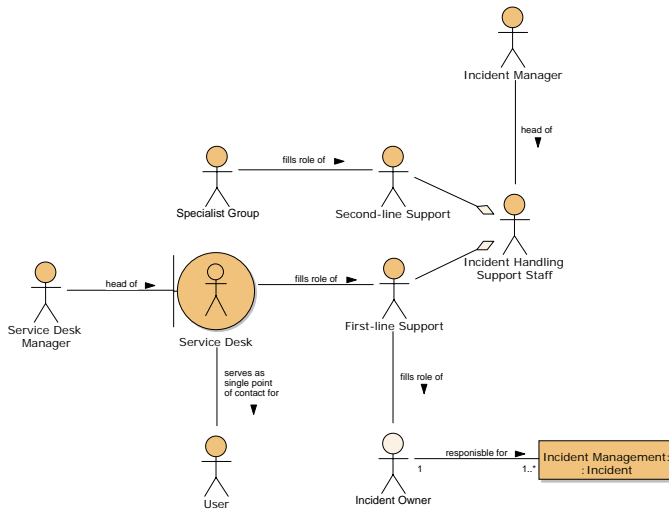 Incident Manager
head of
fills role of
Specialist Group
Second-line Support
Incident Handling
Support Staff
head of
fills role of
Service Desk
Manager
Service Desk
First-line Support
serves as
single point
of contact for
fills role of
User
Incident Owner
responisble for
1
1..*
Incident Management:
: Incident